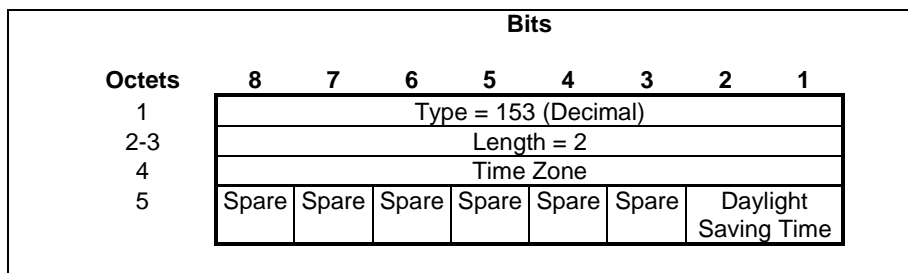 Bits
Octets 8 7 6 5 4 3 2 1
1 Type = 153 (Decimal)
2-3 Length = 2
4 Time Zone
5 Spare Spare Spare Spare Spare Spare Daylight
Saving Time